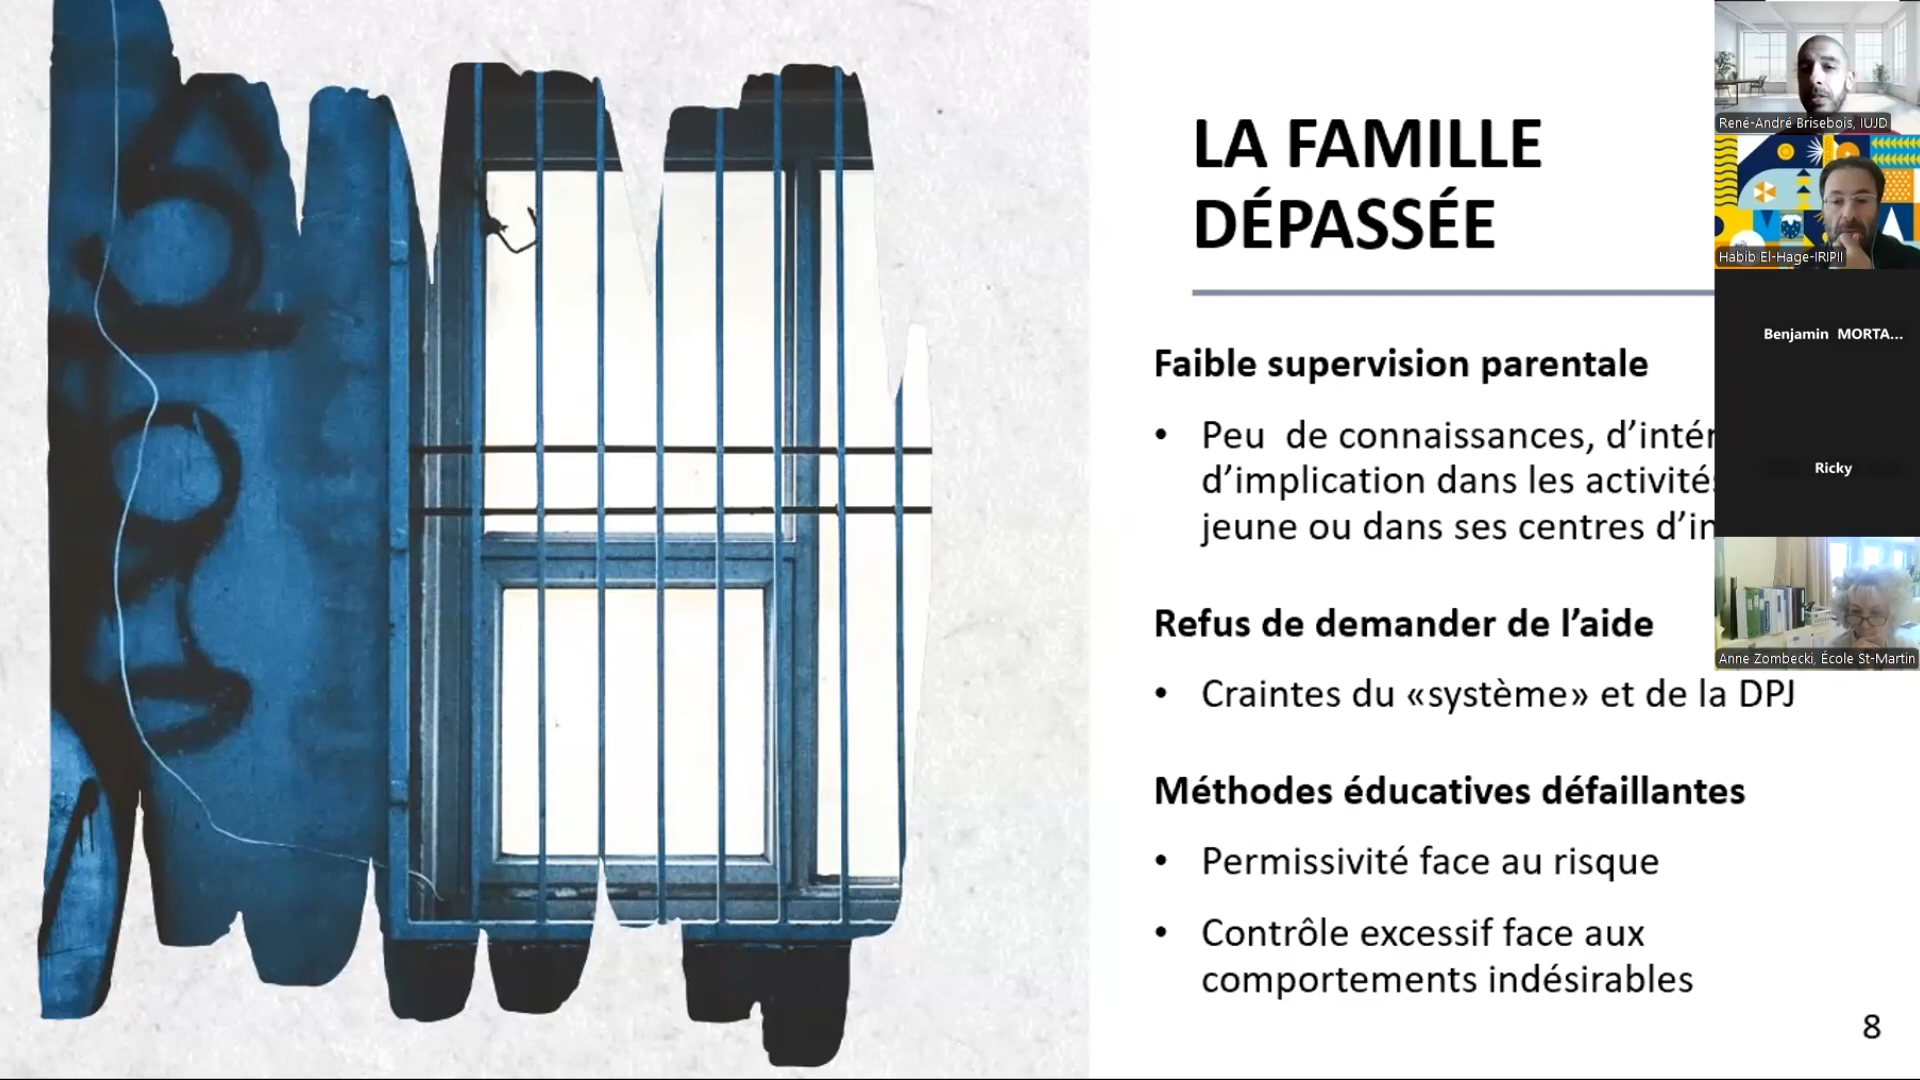 LA FAMILLE
DÉPASSÉE
Faible supervision parentale
• Peu  de connaissances,
d’implication dans les
jeune ou dans ses centres
Refus de demander de l’aide
• Craintes du «système» et de la DPJ
Méthodes éducatives défaillantes
• Permissivité face au risque
• Contrôle excessif face aux
comportements indésirables
8
René-André Brisebois, IUJD
Habib El-Hage-IRIPII
Benjamin  MORTA...
Ricky
Anne Zombecki, École St-Martin